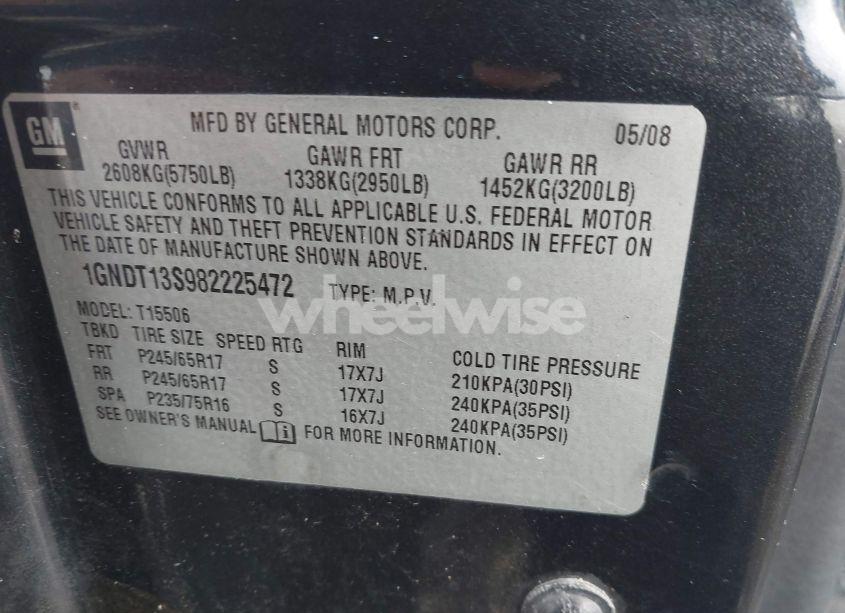 GM
MFD BY GENERAL MOTORS CORP. 05/08
GVWR GAWR FRT GAWR RR
2608KG(5750LB) 1338KG(2950LB) 1452KG(3200LB)
THIS VEHICLE CONFORMS TO ALL APPLICABLE U.S. FEDERAL MOTOR
VEHICLE SAFETY AND THEFT PREVENTION STANDARDS IN EFFECT ON
THE DATE OF MANUFACTURE SHOWN ABOVE.
1GNDT13S982225472 TYPE: M.P.V.
wheelwise
MODEL: T15506
TBKD TIRE SIZE SPEED RTG RIM COLD TIRE PRESSURE
FRT P245/65R17 S 17X7J 210KPA(30PSI)
RR P245/65R17 S 17X7J 240KPA(35PSI)
SPA P235/75R16 S 16X7J 240KPA(35PSI)
SEE OWNER'S MANUAL i FOR MORE INFORMATION.